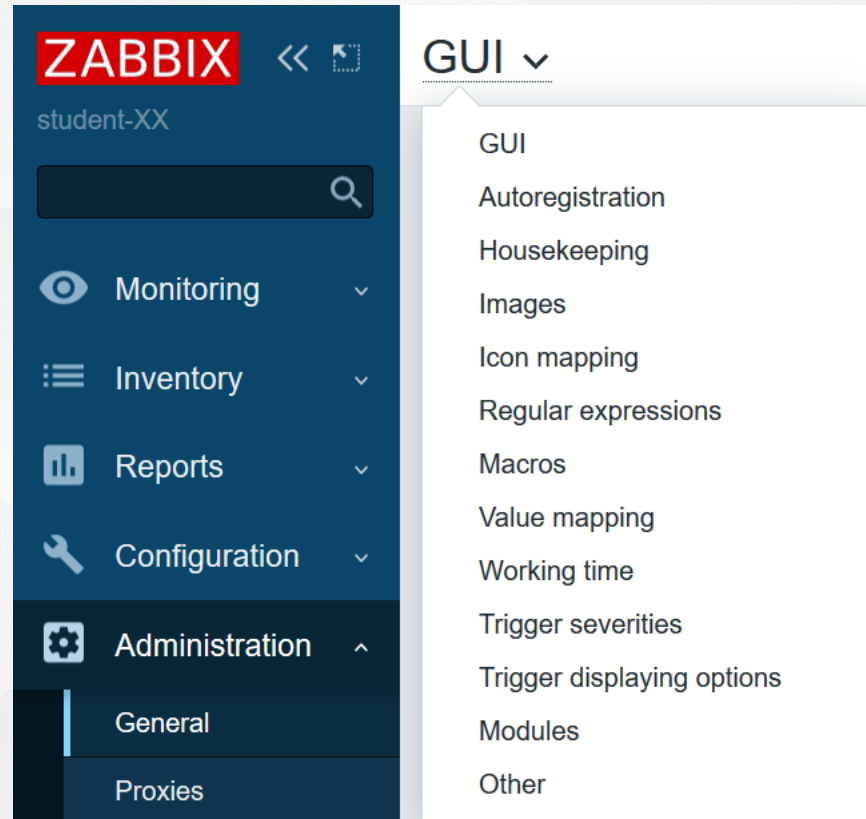 ZABBIX
student-XX
Monitoring
Inventory
Reports
Configuration
Administration
General
Proxies
GUI
GUI
Autoregistration
Housekeeping
Images
Icon mapping
Regular expressions
Macros
Value mapping
Working time
Trigger severities
Trigger displaying options
Modules
Other